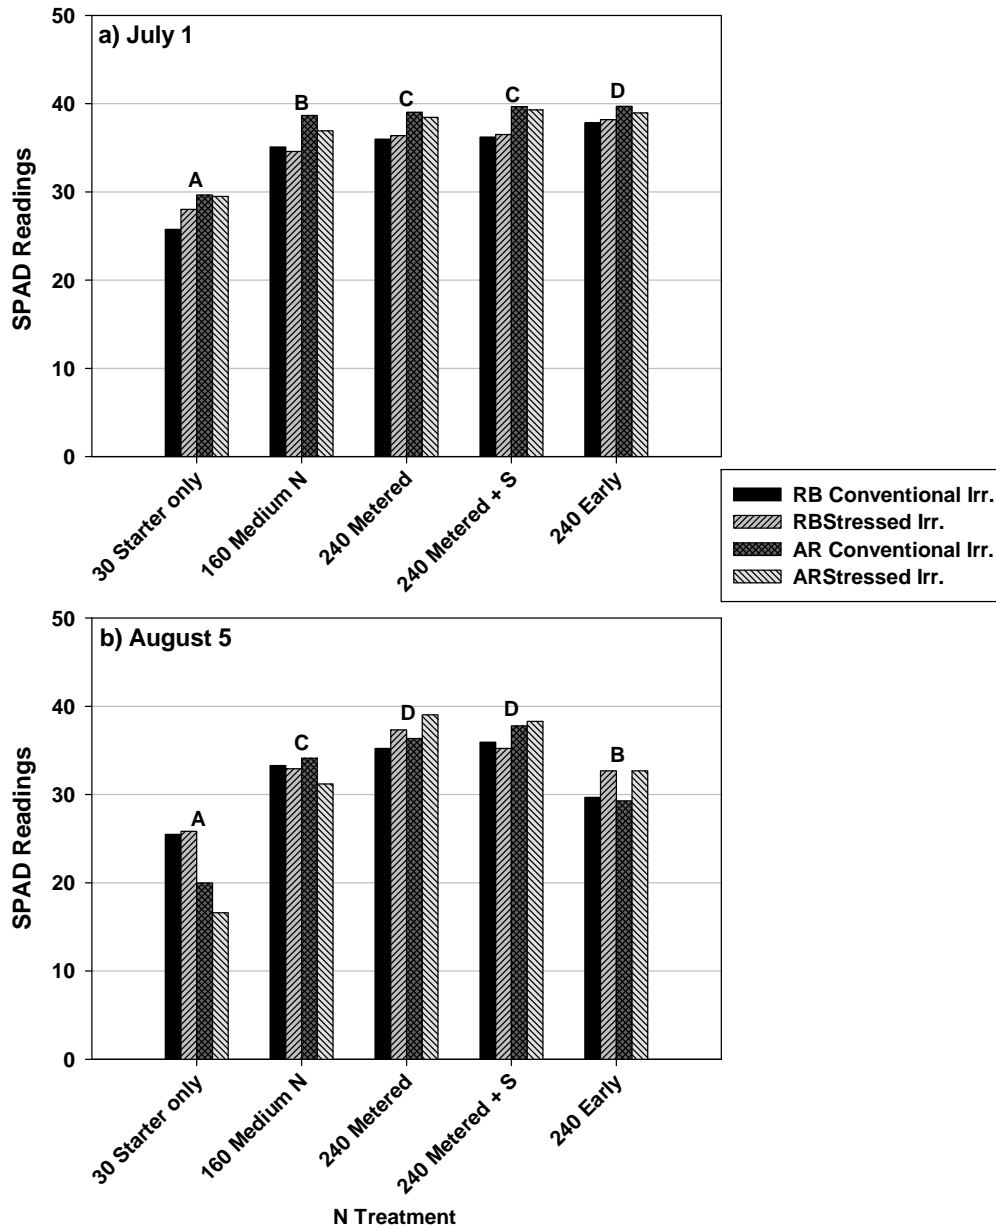 a) July 1
50
40
30
20
10
0
SPAD Readings
A
B
C
C
D
30 Starter only
160 Medium N
240 Metered
240 Metered + S
240 Early
RB Conventional Irr.
RBStressed Irr.
AR Conventional Irr.
ARStressed Irr.
b) August 5
50
40
30
20
10
0
SPAD Readings
A
C
D
D
B
30 Starter only
160 Medium N
240 Metered
240 Metered + S
240 Early
N Treatment